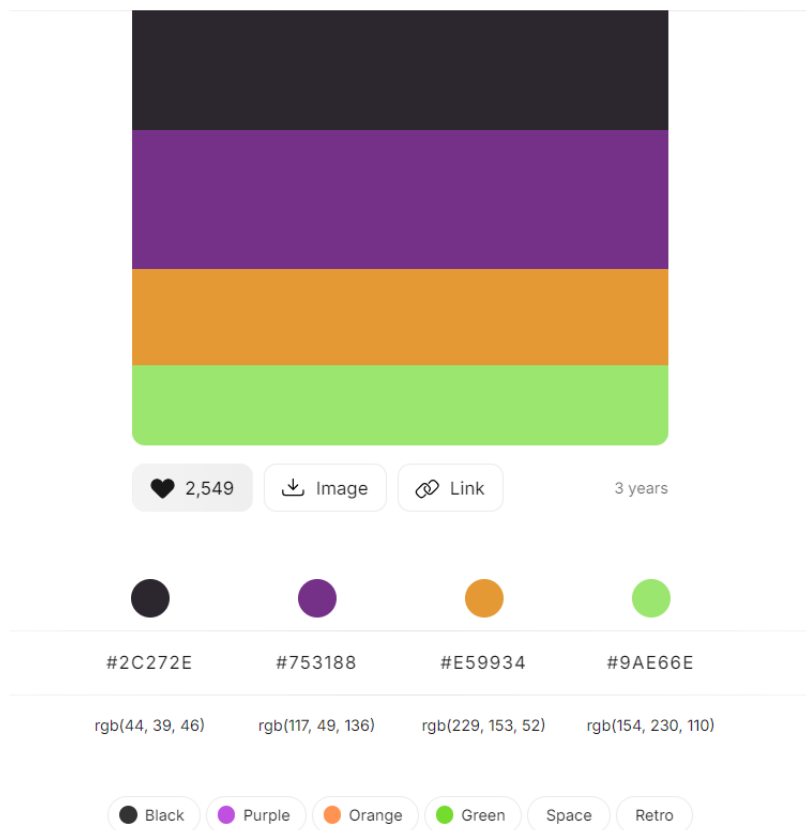 2,549 Image Link 3 years
#2C272E #753188 #E59934 #9AE66E
rgb(44, 39, 46) rgb(117, 49, 136) rgb(229, 153, 52) rgb(154, 230, 110)
Black Purple Orange Green Space Retro